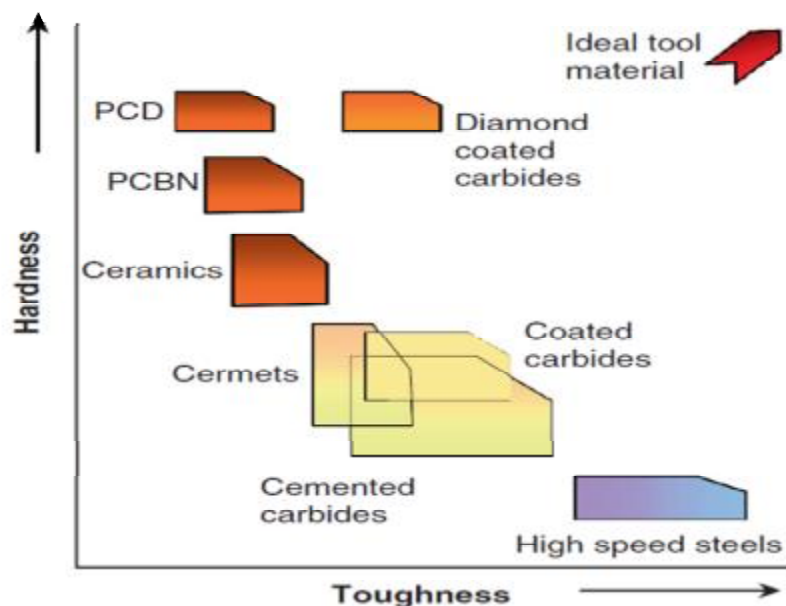 Ideal tool
material
PCD
Diamond
coated
carbides
PCBN
Ceramics
Hardness
Coated
carbides
Cermets
Cemented
carbides
High speed steels
Toughness